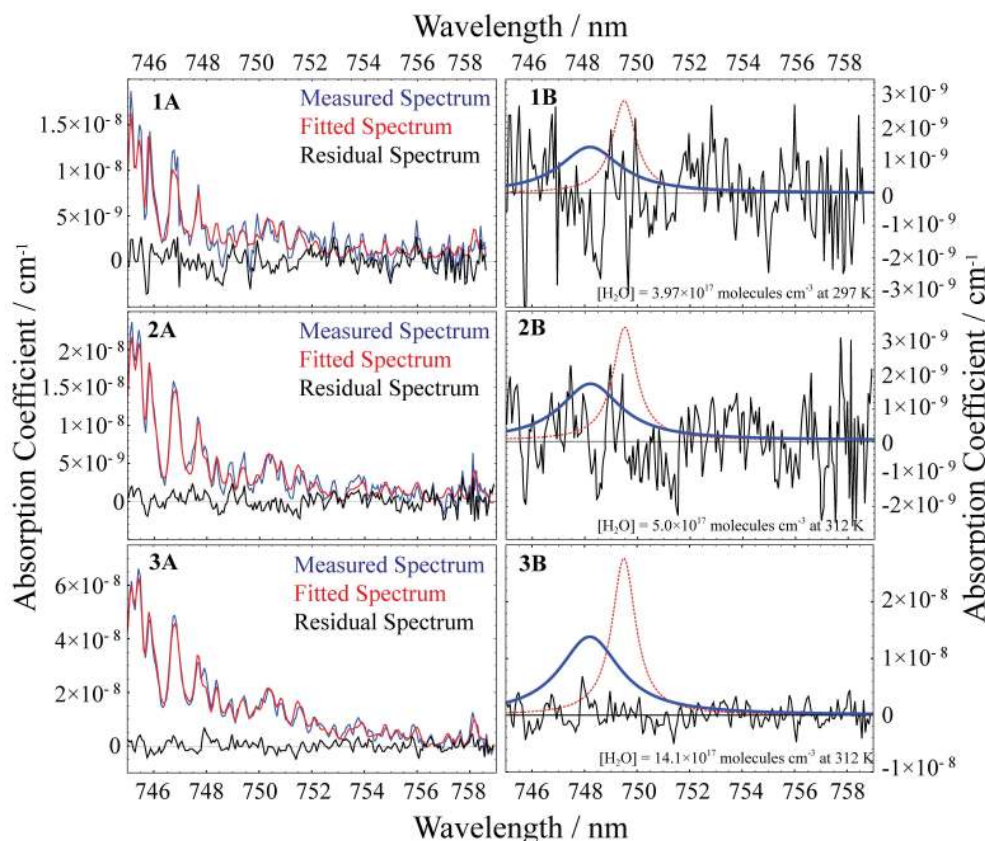 Wavelength / nm
746 748 750 752 754 756 758 746 748 750 752 754 756 758
1A Measured Spectrum 1B 3×10⁻⁹
1.5×10⁻⁸ Fitted Spectrum 2×10⁻⁹
Residual Spectrum
1×10⁻⁸ 1×10⁻⁹
5×10⁻⁹ 0
-1×10⁻⁹
0 -2×10⁻⁹
[H₂O] = 3.97×10¹⁷ molecules cm⁻³ at 297 K -3×10⁻⁹
2A Measured Spectrum 2B
2×10⁻⁸ Fitted Spectrum 3×10⁻⁹
Residual Spectrum 2×10⁻⁹
1.5×10⁻⁸
1×10⁻⁸ 1×10⁻⁹
5×10⁻⁹ 0
-1×10⁻⁹
0 -2×10⁻⁹
[H₂O] = 5.0×10¹⁷ molecules cm⁻³ at 312 K
3A Measured Spectrum 3B
6×10⁻⁸ Fitted Spectrum 2×10⁻⁸
Residual Spectrum
4×10⁻⁸ 1×10⁻⁸
2×10⁻⁸
0
0 [H₂O] = 14.1×10¹⁷ molecules cm⁻³ at 312 K
-1×10⁻⁸
746 748 750 752 754 756 758 746 748 750 752 754 756 758
Wavelength / nm
Absorption Coefficient / cm⁻¹
Absorption Coefficient / cm⁻¹